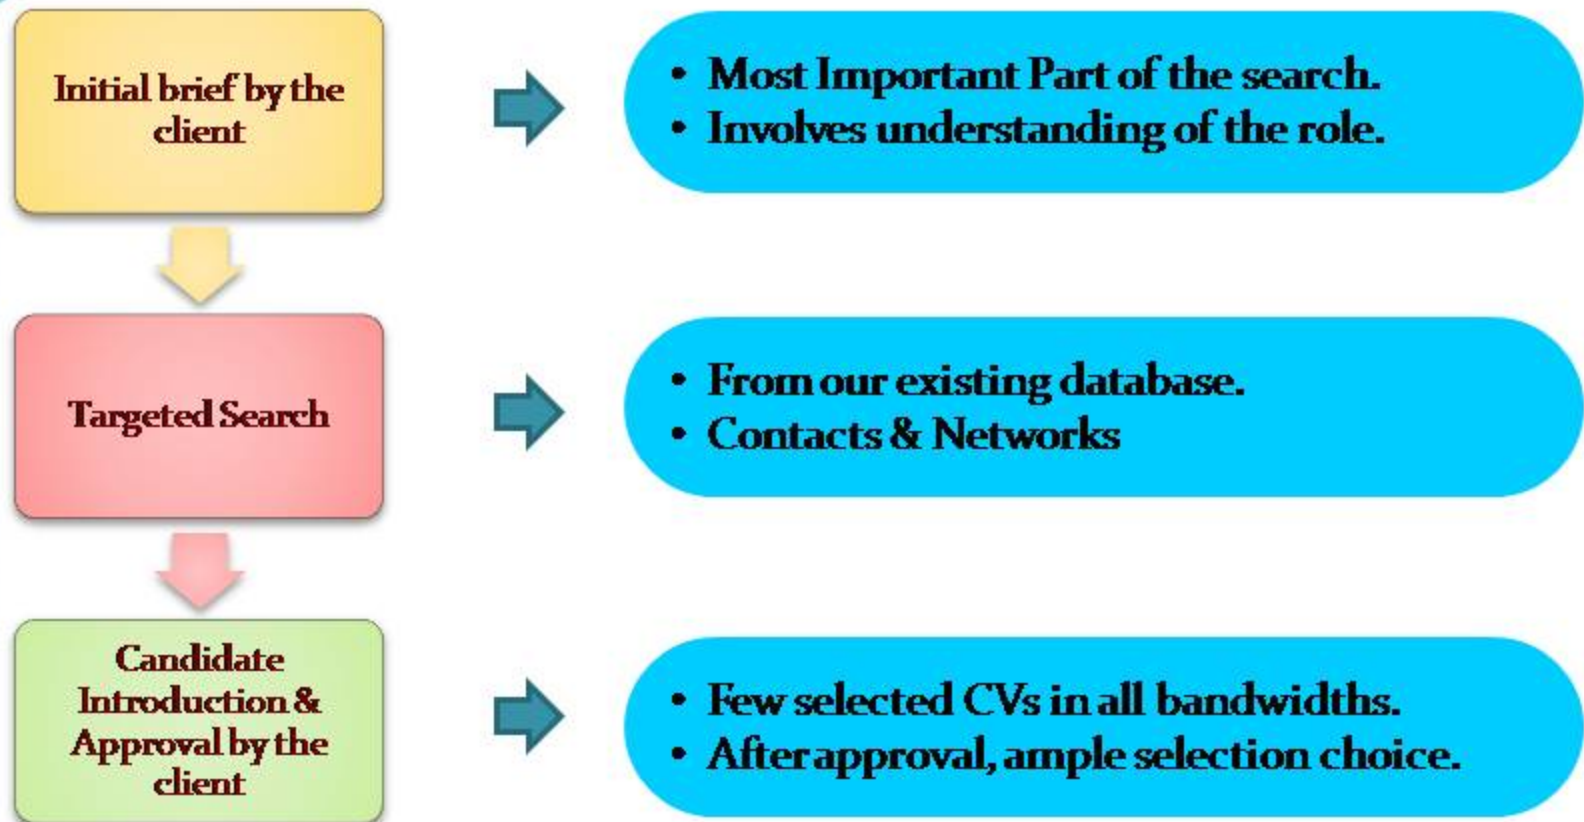 Initial brief by the
client
• Most Important Part of the search.
• Involves understanding of the role.
Targeted Search
• From our existing database.
• Contacts & Networks
Candidate
Introduction &
Approval by the
client
• Few selected CVs in all bandwidths.
• After approval, ample selection choice.